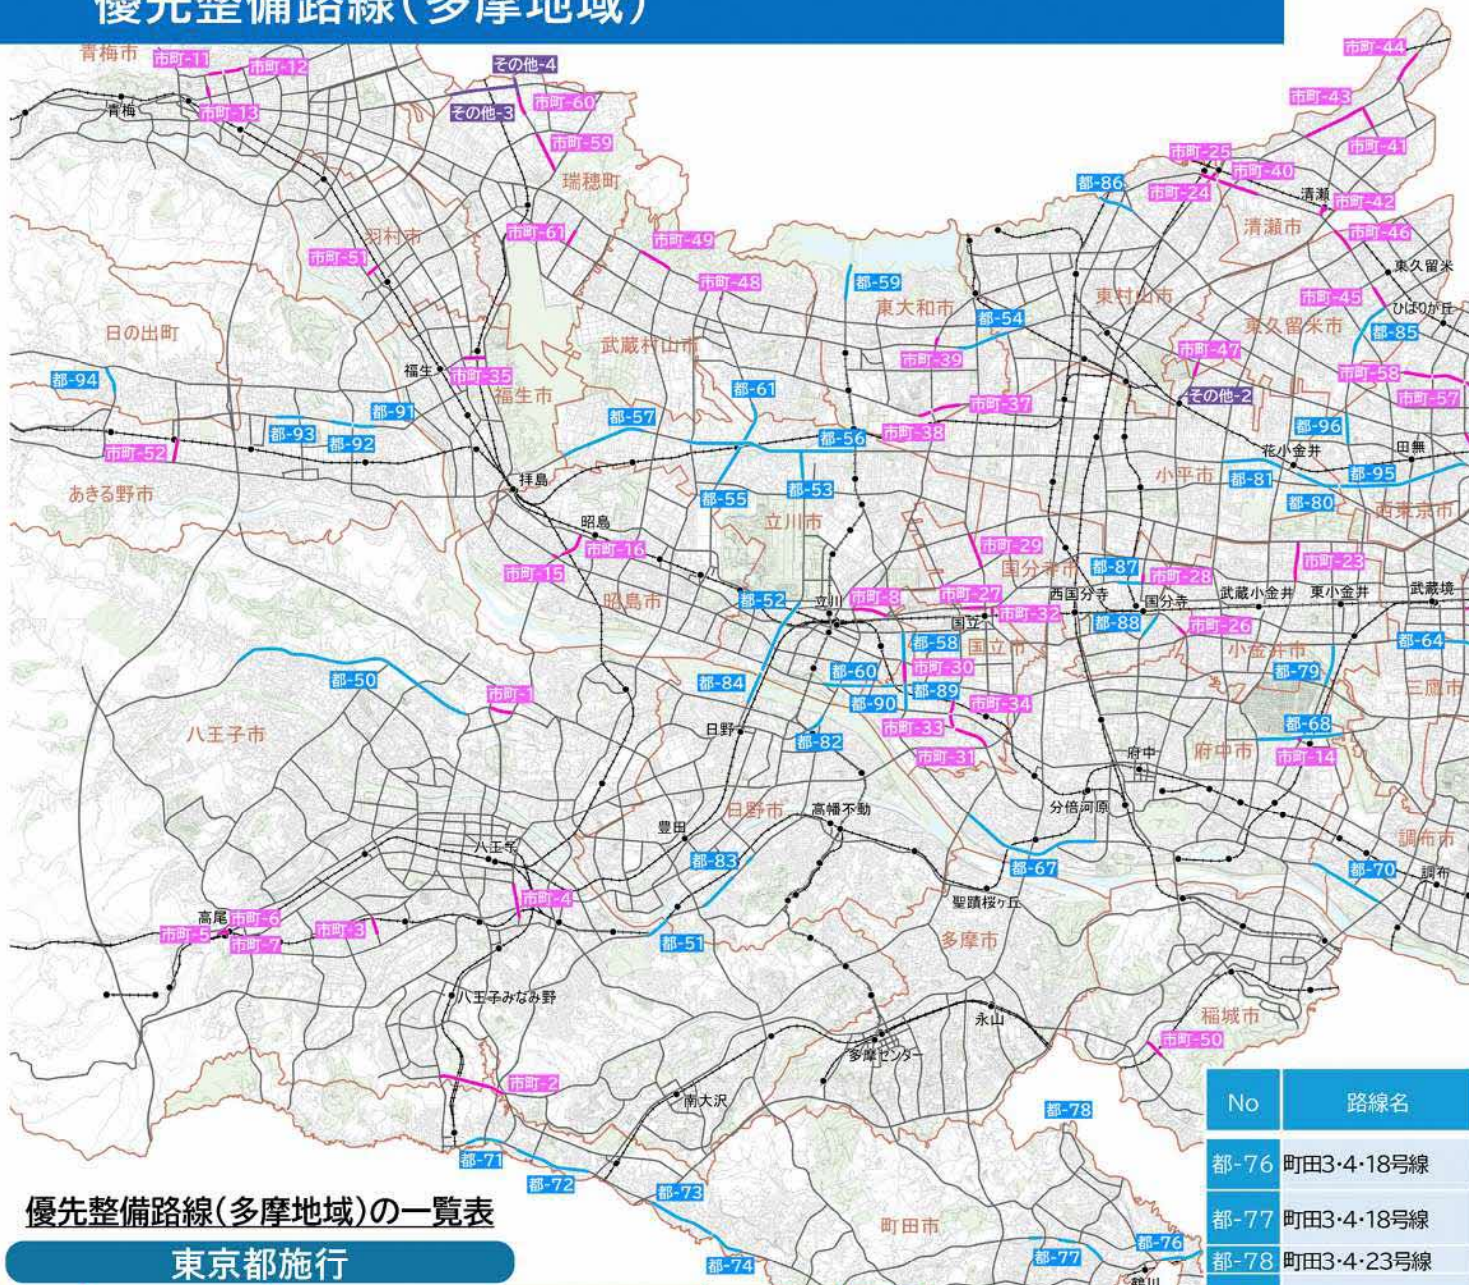 優先整備路線(多摩地域)
青梅市
市町-11
市町-12
市町-13
青梅
その他-4
その他-3
市町-60
市町-59
瑞穂町
市町-44
市町-43
市町-41
市町-25
市町-40
市町-24
清瀬
市町-42
都-86
清瀬市
市町-46
東久留米
羽村市
市町-51
市町-61
市町-49
市町-48
都-59
東大和市
都-54
東村山市
市町-45
ひばりが丘
東久留米市
都-85
日の出町
武蔵村山市
市町-39
市町-47
市町-58
市町-57
都-94
福生
市町-35
福生市
都-61
その他-2
都-91
都-57
市町-37
都-93
都-92
都-56
市町-38
都-96
市町-52
花小金井
田無
拝島
小平市
都-81
都-95
あきる野市
都-55
都-53
都-80
西東京市
昭島
立川市
市町-16
市町-29
市町-15
国分寺市
都-87
市町-28
市町-23
昭島市
都-52
立川
市町-8
市町-27
西国分寺
国分寺
武蔵小金井
東小金井
武蔵境
市町-32
国立
都-88
市町-26
都-58
国立市
小金井市
都-64
都-50
都-84
都-60
市町-30
都-79
三鷹市
市町-1
都-90
都-89
市町-34
八王子市
日野
都-82
市町-33
都-68
市町-31
府中
府中市
市町-14
日野市
高幡不動
分倍河原
豊田
調布市
八王子
都-83
都-67
都-70
調布
市町-4
聖蹟桜ヶ丘
高尾
市町-6
市町-5
市町-7
市町-3
都-51
多摩市
八王子みなみ野
永山
稲城市
多摩センター
市町-50
市町-2
南大沢
都-78
都-71
都-72
都-73
町田市
都-74
都-77
都-76
鶴川
No 路線名
都-76 町田3・4・18号線
都-77 町田3・4・18号線
都-78 町田3・4・23号線
優先整備路線(多摩地域)の一覧表
東京都施行